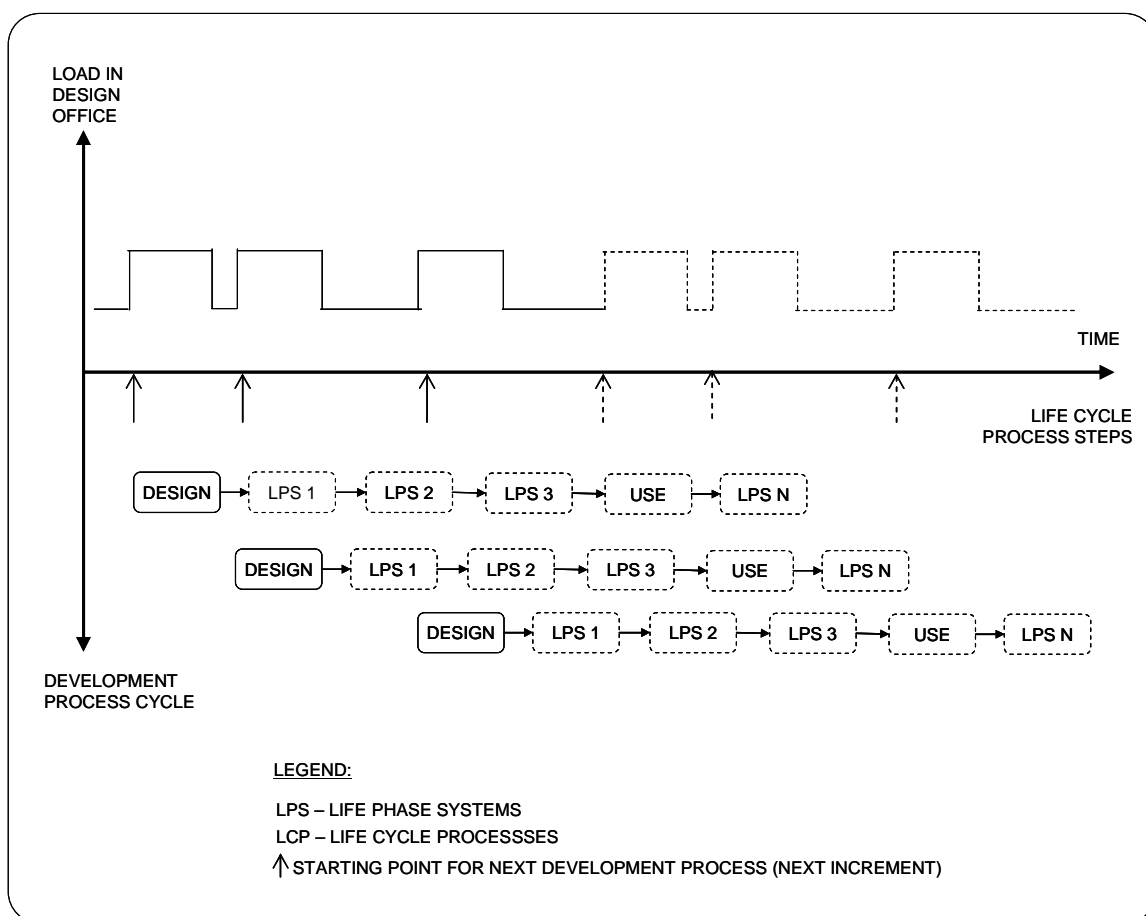 LOAD IN
DESIGN
OFFICE
TIME
LIFE CYCLE
PROCESS STEPS
DESIGN LPS 1 LPS 2 LPS 3 USE LPS N
DESIGN LPS 1 LPS 2 LPS 3 USE LPS N
DESIGN LPS 1 LPS 2 LPS 3 USE LPS N
DEVELOPMENT
PROCESS CYCLE
LEGEND:
LPS – LIFE PHASE SYSTEMS
LCP – LIFE CYCLE PROCESSSES
STARTING POINT FOR NEXT DEVELOPMENT PROCESS (NEXT INCREMENT)